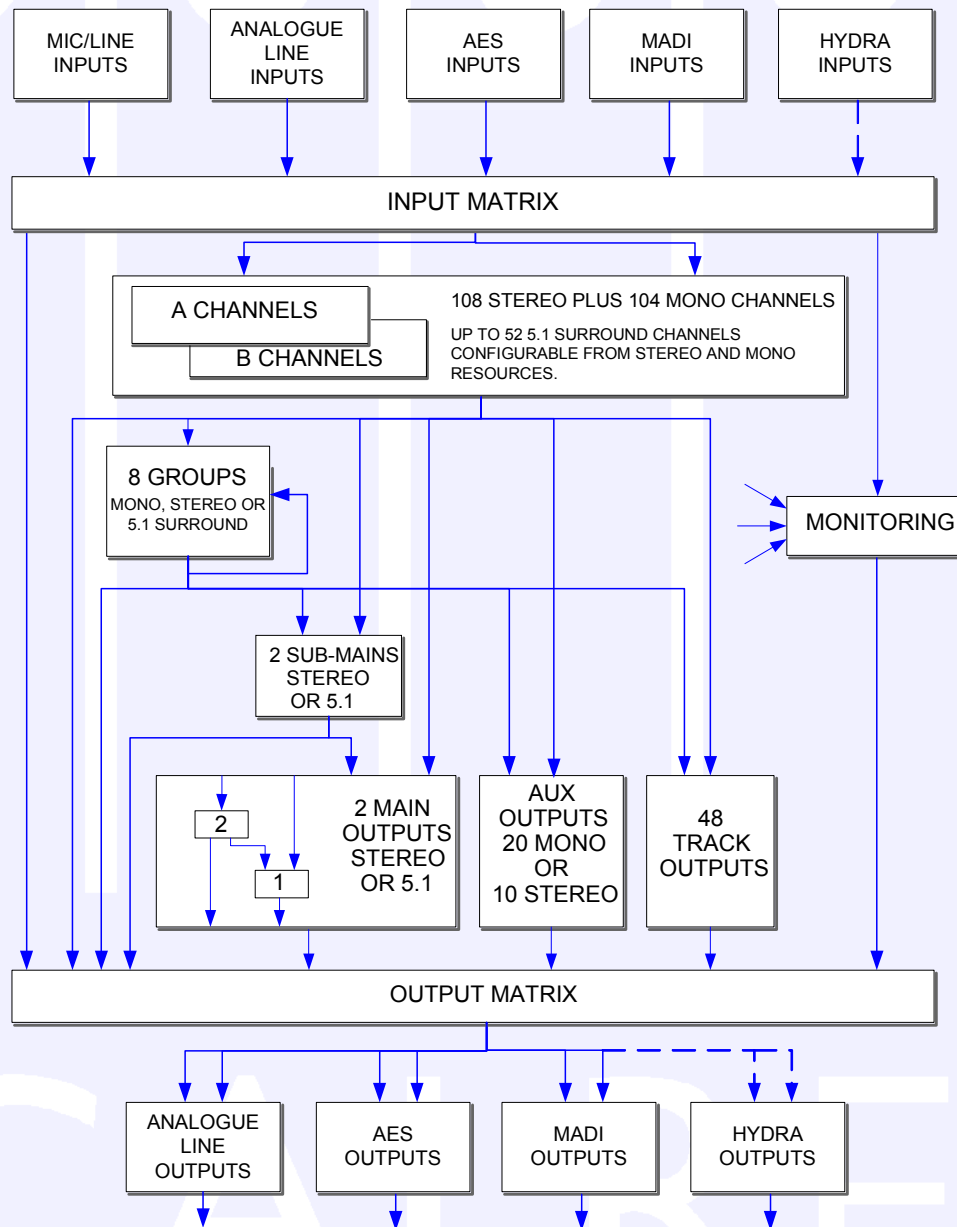 MIC/LINE
INPUTS
ANALOGUE
LINE
INPUTS
AES
INPUTS
MADI
INPUTS
HYDRA
INPUTS
INPUT MATRIX
A CHANNELS
B CHANNELS
108 STEREO PLUS 104 MONO CHANNELS
UP TO 52 5.1 SURROUND CHANNELS
CONFIGURABLE FROM STEREO AND MONO
RESOURCES.
8 GROUPS
MONO, STEREO OR
5.1 SURROUND
MONITORING
2 SUB-MAINS
STEREO
OR 5.1
2
1
2 MAIN
OUTPUTS
STEREO
OR 5.1
AUX
OUTPUTS
20 MONO
OR
10 STEREO
48
TRACK
OUTPUTS
OUTPUT MATRIX
ANALOGUE
LINE
OUTPUTS
AES
OUTPUTS
MADI
OUTPUTS
HYDRA
OUTPUTS